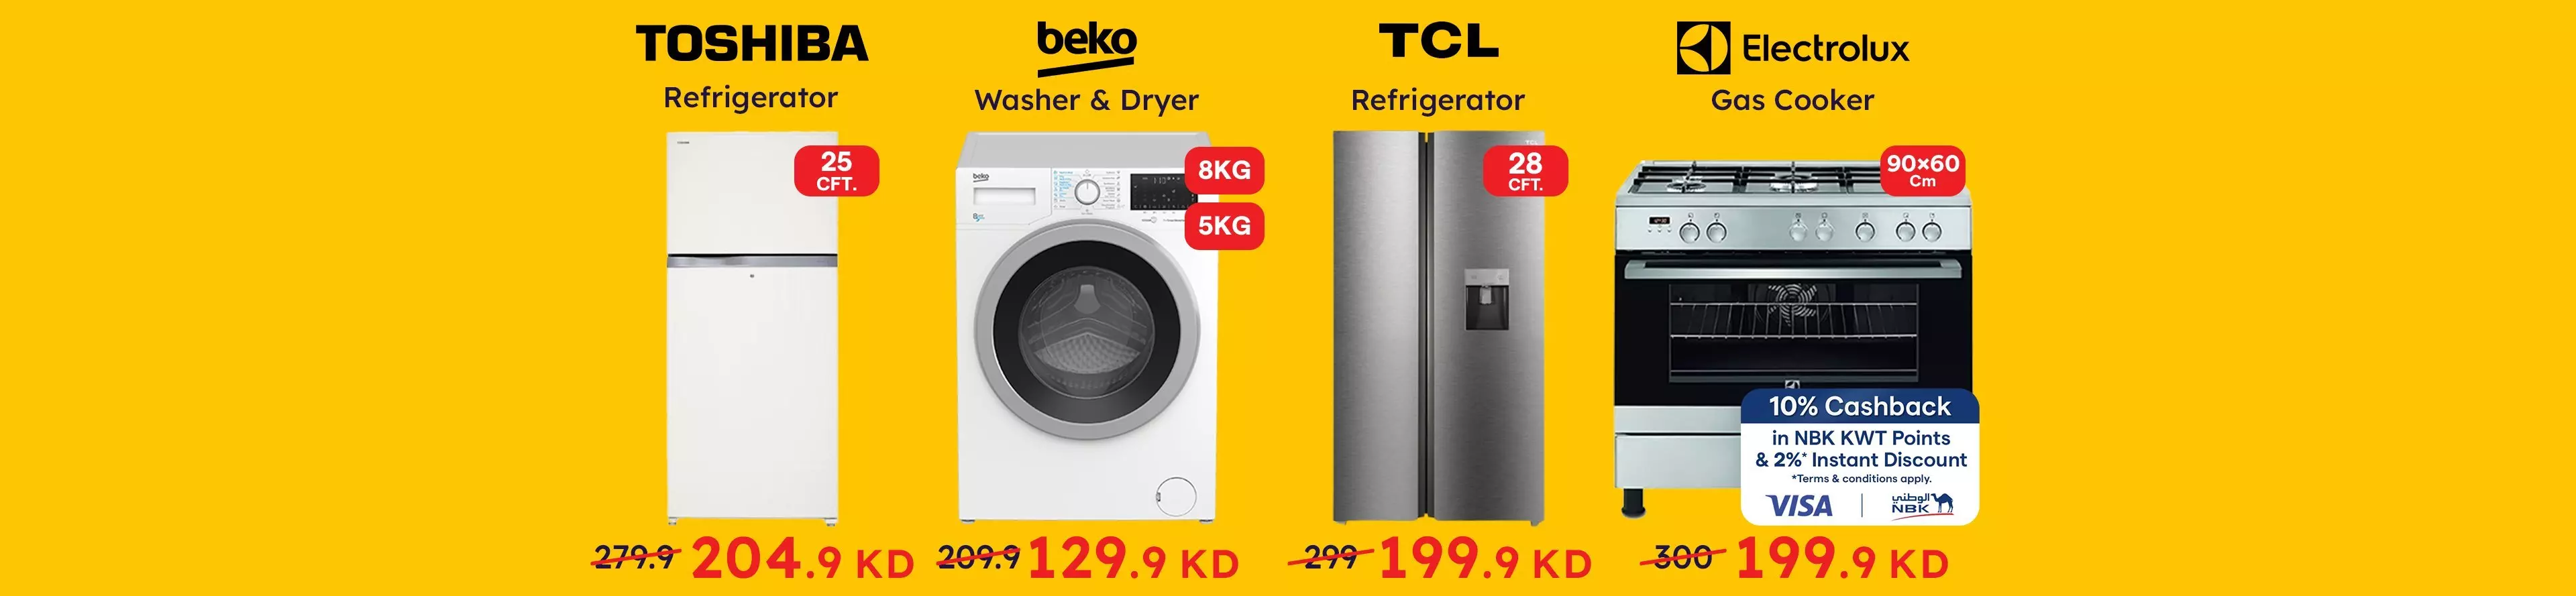 TOSHIBA
Refrigerator
25
CFT.
279.9 204.9 KD
beko
Washer & Dryer
beko
8KG
5KG
209.9 129.9 KD
TCL
Refrigerator
TCL
28
CFT.
299 199.9 KD
Electrolux
Gas Cooker
90×60
Cm
10% Cashback
in NBK KWT Points
& 2%* Instant Discount
*Terms & conditions apply.
VISA
الوطني
NBK
300 199.9 KD